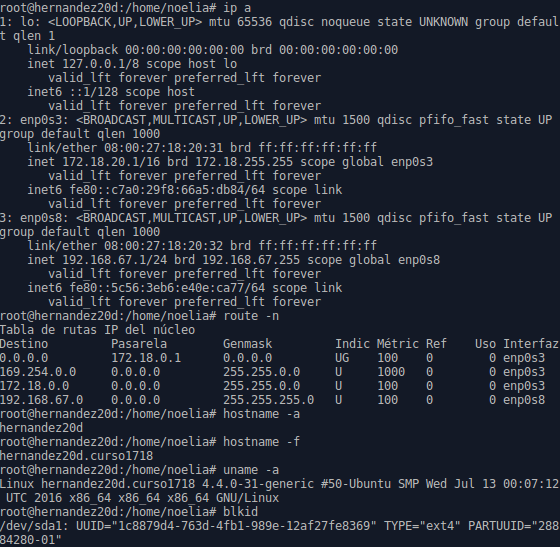 root@hernandez20d:/home/noelia# ip a
1: lo: <LOOPBACK,UP,LOWER_UP> mtu 65536 qdisc noqueue state UNKNOWN group defaul
t qlen 1
    link/loopback 00:00:00:00:00:00 brd 00:00:00:00:00:00
    inet 127.0.0.1/8 scope host lo
       valid_lft forever preferred_lft forever
    inet6 ::1/128 scope host
       valid_lft forever preferred_lft forever
2: enp0s3: <BROADCAST,MULTICAST,UP,LOWER_UP> mtu 1500 qdisc pfifo_fast state UP
group default qlen 1000
    link/ether 08:00:27:18:20:31 brd ff:ff:ff:ff:ff:ff
    inet 172.18.20.1/16 brd 172.18.255.255 scope global enp0s3
       valid_lft forever preferred_lft forever
    inet6 fe80::c7a0:29f8:66a5:db84/64 scope link
       valid_lft forever preferred_lft forever
3: enp0s8: <BROADCAST,MULTICAST,UP,LOWER_UP> mtu 1500 qdisc pfifo_fast state UP
group default qlen 1000
    link/ether 08:00:27:18:20:32 brd ff:ff:ff:ff:ff:ff
    inet 192.168.67.1/24 brd 192.168.67.255 scope global enp0s8
       valid_lft forever preferred_lft forever
    inet6 fe80::5c56:3eb6:e40e:ca77/64 scope link
       valid_lft forever preferred_lft forever
root@hernandez20d:/home/noelia# route -n
Tabla de rutas IP del núcleo
Destino         Pasarela        Genmask         Indic Métric Ref    Uso Interfaz
0.0.0.0         172.18.0.1      0.0.0.0         UG    100    0        0 enp0s3
169.254.0.0     0.0.0.0         255.255.0.0     U     1000   0        0 enp0s3
172.18.0.0      0.0.0.0         255.255.0.0     U     100    0        0 enp0s3
192.168.67.0    0.0.0.0         255.255.255.0   U     100    0        0 enp0s8
root@hernandez20d:/home/noelia# hostname -a
hernandez20d
root@hernandez20d:/home/noelia# hostname -f
hernandez20d.curso1718
root@hernandez20d:/home/noelia# uname -a
Linux hernandez20d.curso1718 4.4.0-31-generic #50-Ubuntu SMP Wed Jul 13 00:07:12
 UTC 2016 x86_64 x86_64 x86_64 GNU/Linux
root@hernandez20d:/home/noelia# blkid
/dev/sda1: UUID="1c8879d4-763d-4fb1-989e-12af27fe8369" TYPE="ext4" PARTUUID="288
84280-01"